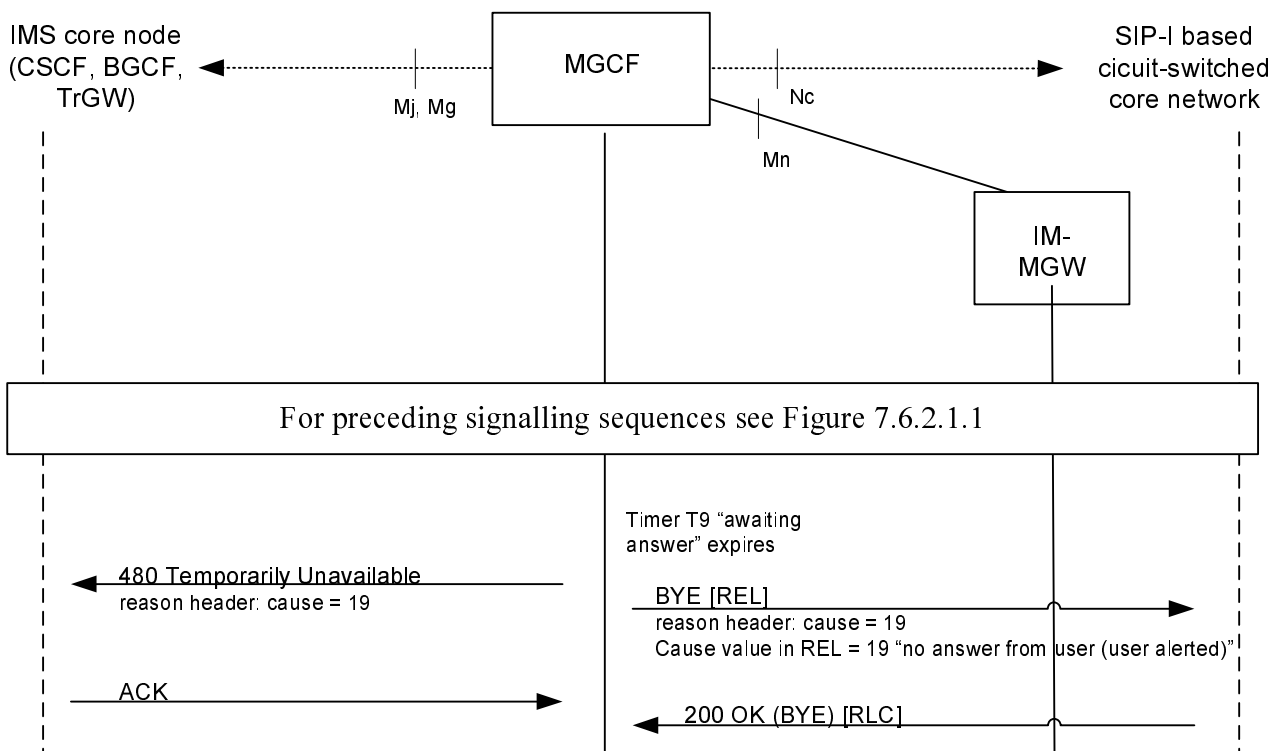 IMS core node
(CSCF, BGCF,
TrGW)
MGCF
SIP-I based
cicuit-switched
core network
Mj, Mg
Nc
Mn
IM-
MGW
For preceding signalling sequences see Figure 7.6.2.1.1
Timer T9 “awaiting
answer” expires
480 Temporarily Unavailable
reason header: cause = 19
BYE [REL]
reason header: cause = 19
Cause value in REL = 19 “no answer from user (user alerted)”
ACK
200 OK (BYE) [RLC]